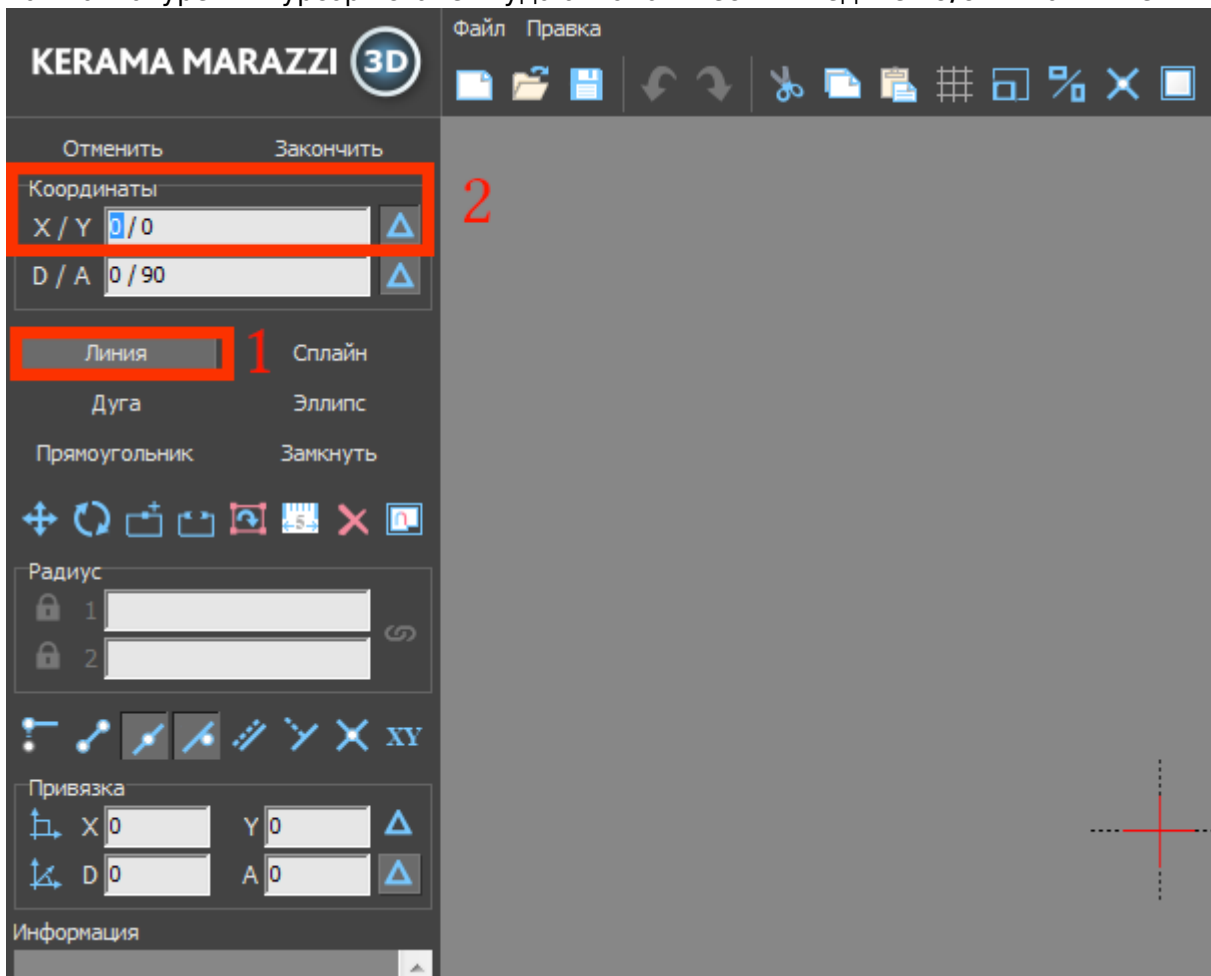 KERAMA MARAZZI 3D
Файл Правка
Отменить Закончить
Координаты
X / Y 0 / 0
2
D / A 0 / 90
Линия
1
Сплайн
Дуга Эллипс
Прямоугольник Замкнуть
5
Радиус
1
2
XY
Привязка
X 0 Y 0
D 0 A 0
Информация